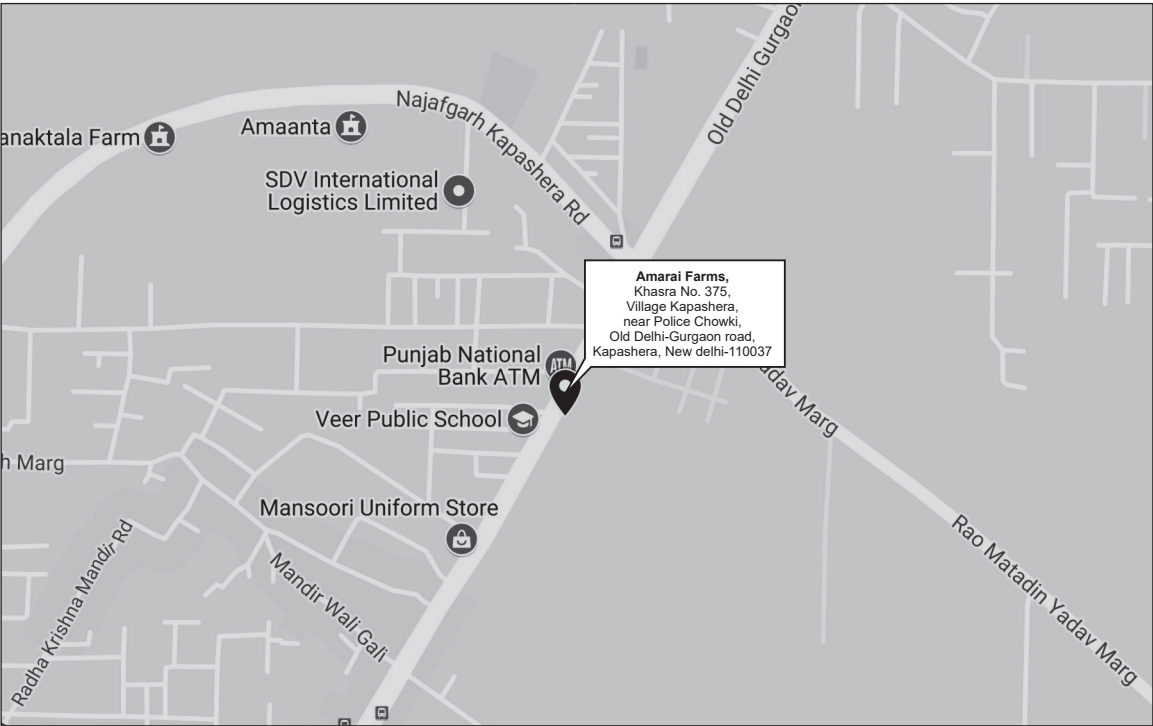 Old Delhi Gurgaon
Najafgarh Kapashera Rd
anaktala Farm
Amaanta
SDV International
Logistics Limited
Amarai Farms,
Khasra No. 375,
Village Kapashera,
near Police Chowki,
Old Delhi-Gurgaon road,
Kapashera, New delhi-110037
Punjab National
Bank ATM
ATM
Veer Public School
adav Marg
h Marg
Mansoori Uniform Store
Radha Krishna Mandir Rd
Mandir Wali Gali
Rao Matadin Yadav Marg